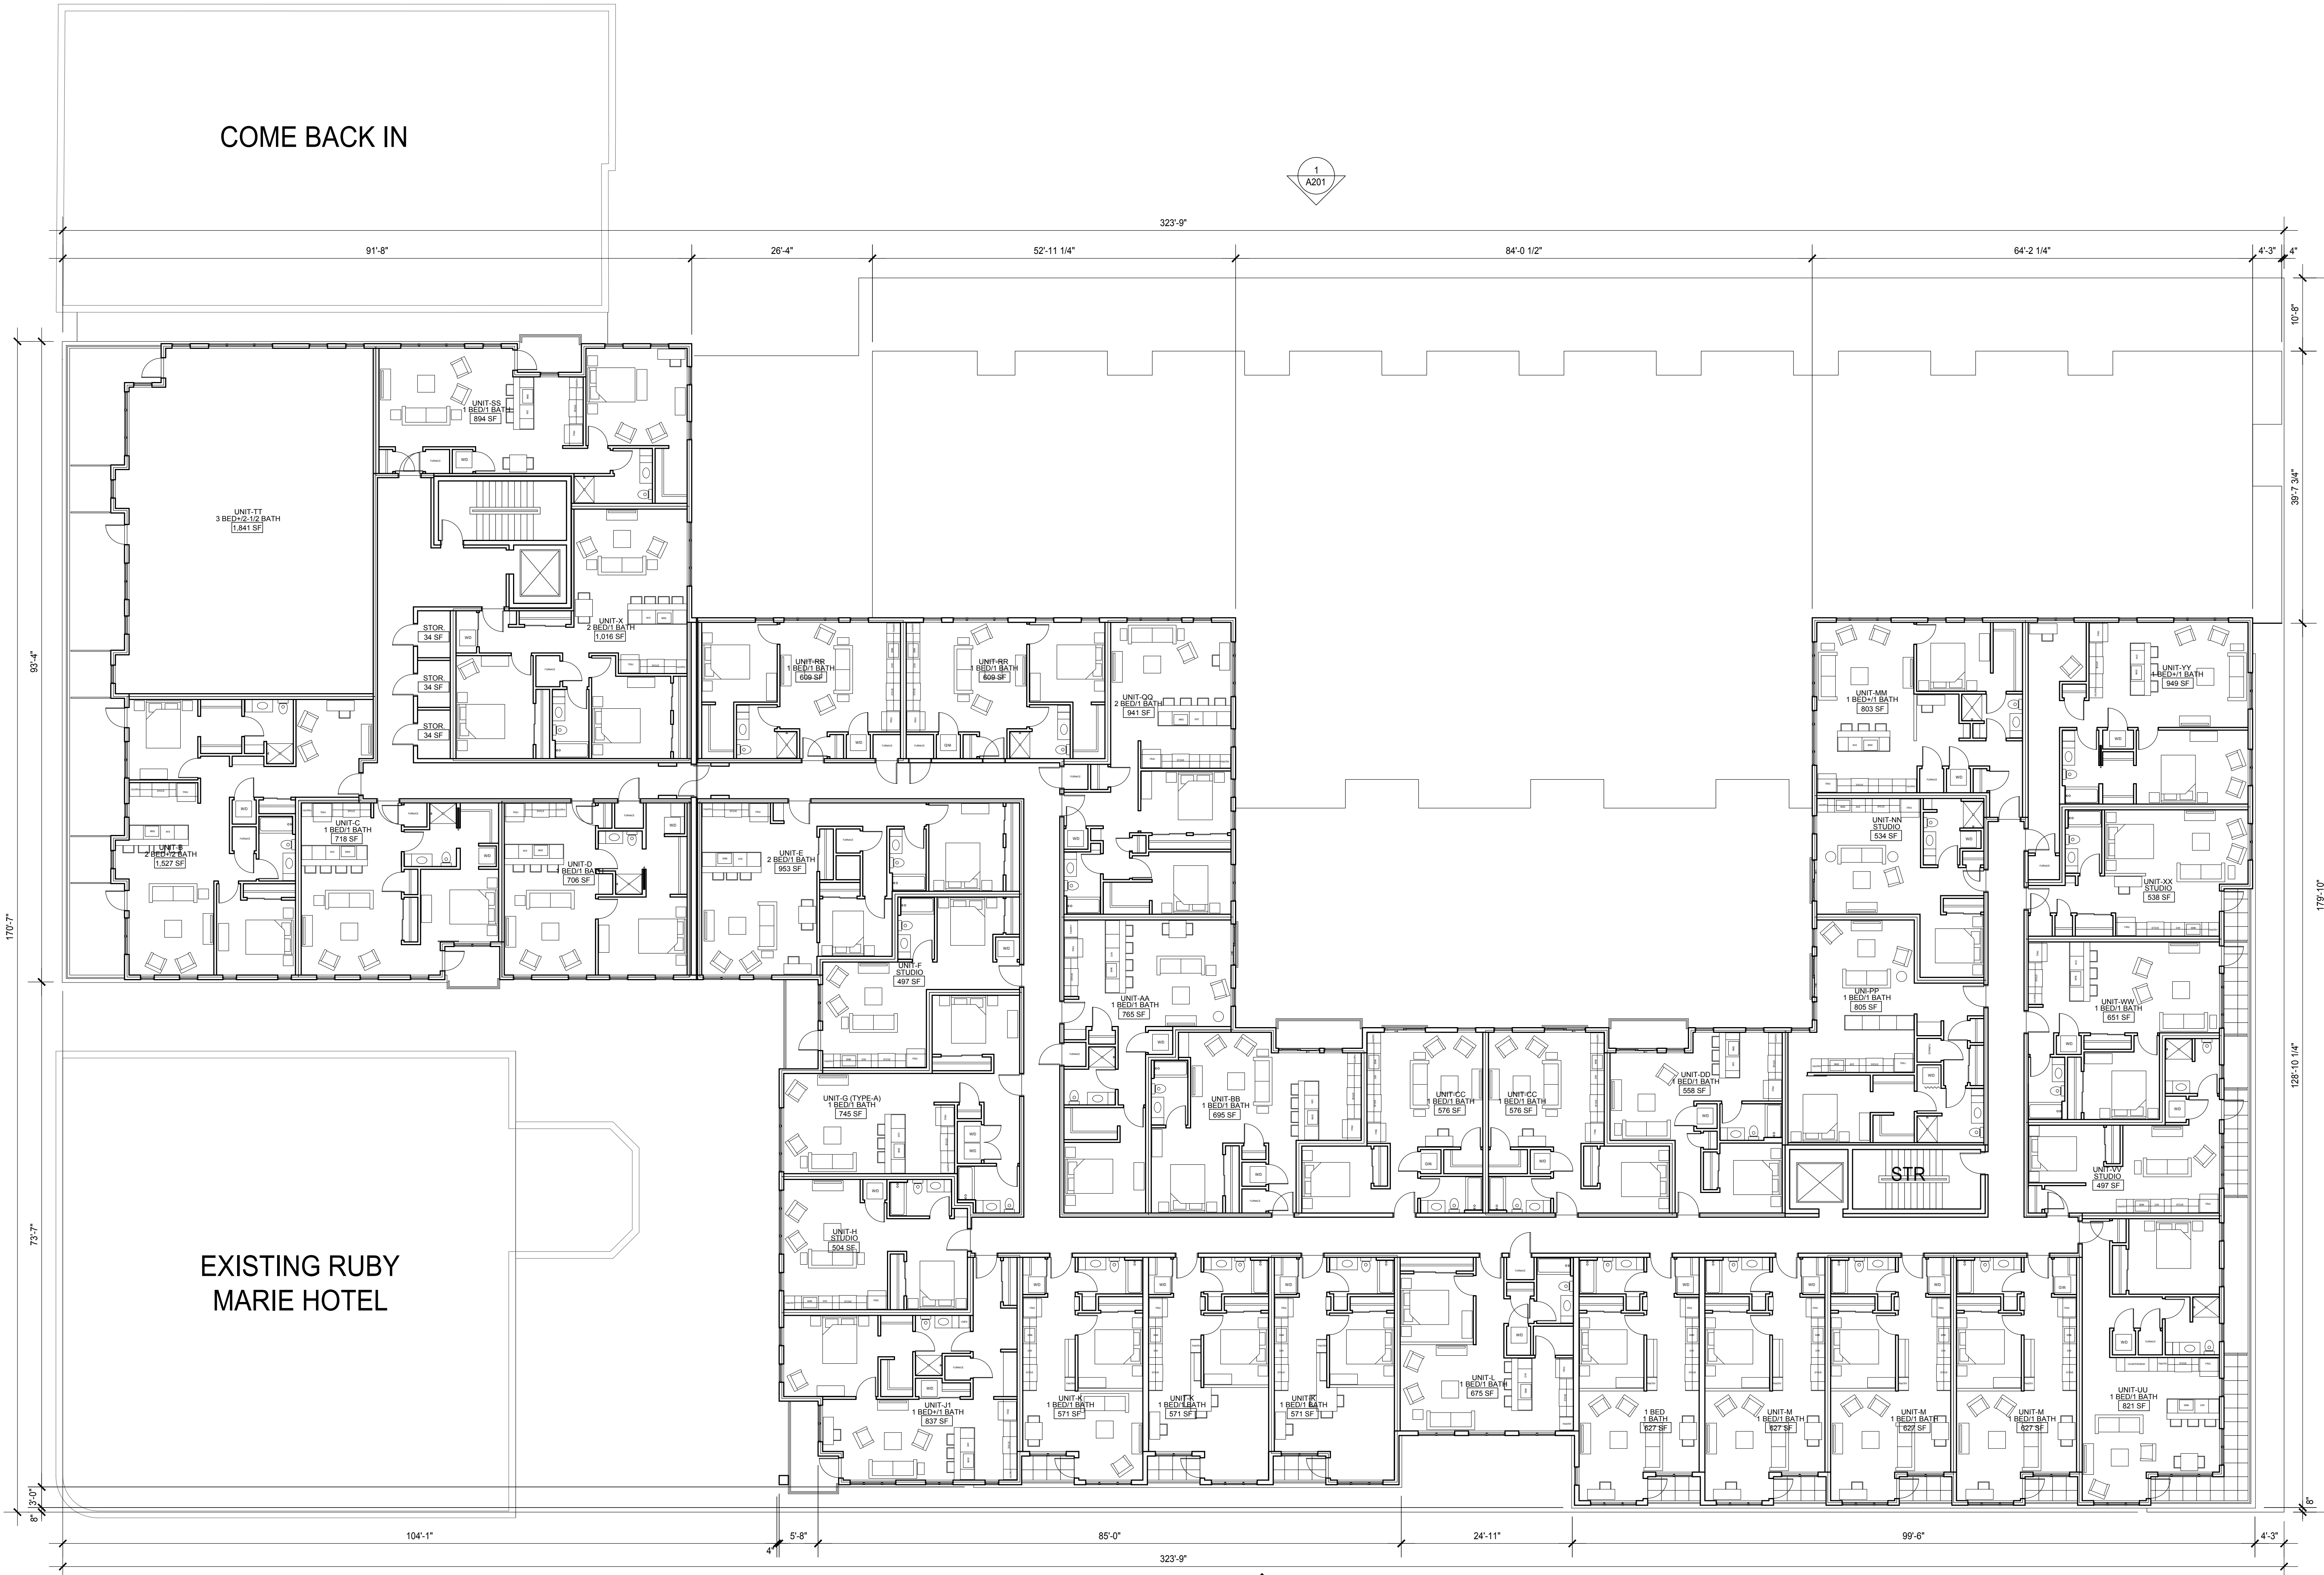 COME BACK IN
1
A201
323'-9"
91'-8"
26'-4"
52'-11 1/4"
84'-0 1/2"
64'-2 1/4"
4'-3"
4"
10'-8"
39'-7 3/4"
179'-10"
128'-10 1/4"
8"
170'-7"
93'-4"
73'-7"
3'-0"
8"
UNIT-SS
1 BED/1 BATH
894 SF
UNIT-TT
3 BED+/2-1/2 BATH
1,841 SF
UNIT-X
2 BED/1 BATH
1,016 SF
STOR.
34 SF
STOR.
34 SF
STOR.
34 SF
UNIT-RR
1 BED/1 BATH
609 SF
UNIT-RR
1 BED/1 BATH
609 SF
UNIT-QQ
2 BED/1 BATH
941 SF
UNIT-MM
1 BED+/1 BATH
803 SF
UNIT-YY
1 BED+/1 BATH
949 SF
UNIT-B
2 BED+/2 BATH
1,527 SF
UNIT-C
1 BED/1 BATH
718 SF
UNIT-D
1 BED/1 BATH
706 SF
UNIT-E
2 BED/1 BATH
953 SF
UNIT-NN
STUDIO
534 SF
UNIT-XX
STUDIO
538 SF
UNIT-F
STUDIO
497 SF
UNIT-AA
1 BED/1 BATH
765 SF
UNI-PP
1 BED/1 BATH
805 SF
UNIT-WW
1 BED/1 BATH
651 SF
UNIT-G (TYPE-A)
1 BED/1 BATH
745 SF
UNIT-BB
1 BED/1 BATH
695 SF
UNIT-CC
1 BED/1 BATH
576 SF
UNIT-CC
1 BED/1 BATH
576 SF
UNIT-DD
1 BED/1 BATH
558 SF
STR
UNIT-VV
STUDIO
497 SF
EXISTING RUBY
MARIE HOTEL
UNIT-H
STUDIO
504 SF
UNIT-J1
1 BED+/1 BATH
837 SF
UNIT-K
1 BED/1 BATH
571 SF
UNIT-K
1 BED/1 BATH
571 SF
UNIT-K
1 BED/1 BATH
571 SF
UNIT-L
1 BED/1 BATH
675 SF
1 BED
1 BATH
627 SF
UNIT-M
1 BED/1 BATH
627 SF
UNIT-M
1 BED/1 BATH
627 SF
UNIT-M
1 BED/1 BATH
627 SF
UNIT-UU
1 BED/1 BATH
821 SF
104'-1"
4"
5'-8"
85'-0"
24'-11"
99'-6"
4'-3"
323'-9"